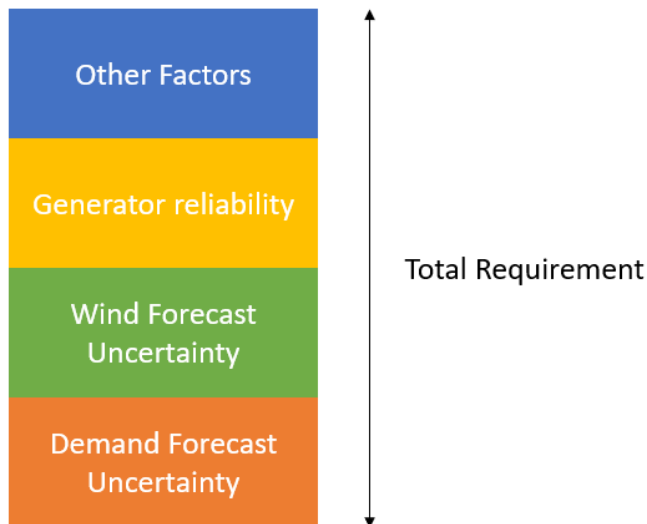 Other Factors
Generator reliability
Wind Forecast
Uncertainty
Total Requirement
Demand Forecast
Uncertainty